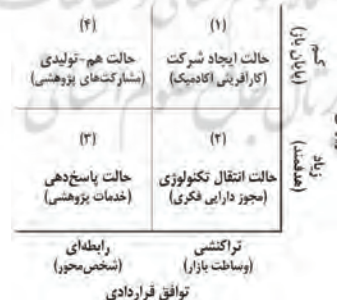 (۱)
حالت ایجاد شرکت
(کارآفرینی آکادمیک)
(۴)
حالت هم-تولیدی
(مشارکت‌های پژوهشی)
کم
(پایان باز)
(۲)
حالت انتقال تکنولوژی
(مجوز دارایی فکری)
(۳)
حالت پاسخ‌دهی
(خدمات پژوهشی)
زیاد
(هدفمند)
تراکنشی
(وساطت بازار)
رابطه‌ای
(شخص‌محور)
توافق قراردادی